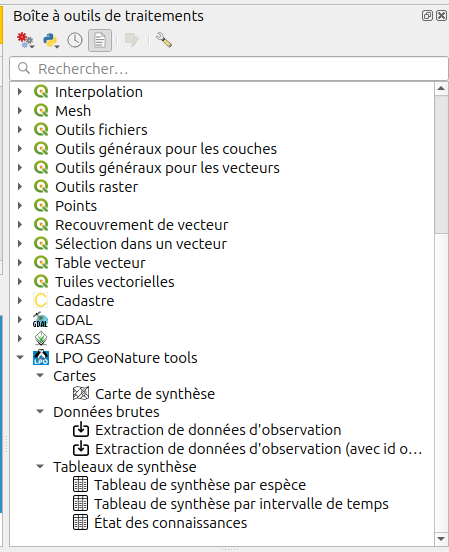 Boîte à outils de traitements
Rechercher...
Interpolation
Mesh
Outils fichiers
Outils généraux pour les couches
Outils généraux pour les vecteurs
Outils raster
Points
Recouvrement de vecteur
Sélection dans un vecteur
Table vecteur
Tuiles vectorielles
C Cadastre
GDAL GDAL
GRASS
LPO LPO GeoNature tools
Cartes
Carte de synthèse
Données brutes
Extraction de données d'observation
Extraction de données d'observation (avec id o...
Tableaux de synthèse
Tableau de synthèse par espèce
Tableau de synthèse par intervalle de temps
État des connaissances